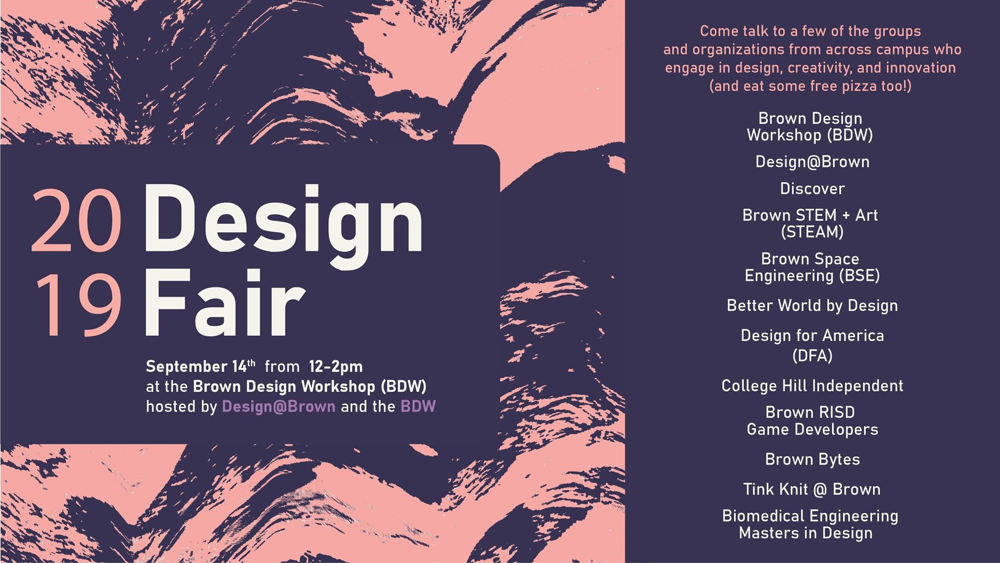 20 Design
19 Fair
September 14th from 12-2pm
at the Brown Design Workshop (BDW)
hosted by Design@Brown and the BDW
Come talk to a few of the groups
and organizations from across campus who
engage in design, creativity, and innovation
(and eat some free pizza too!)
Brown Design
Workshop (BDW)
Design@Brown
Discover
Brown STEM + Art
(STEAM)
Brown Space
Engineering (BSE)
Better World by Design
Design for America
(DFA)
College Hill Independent
Brown RISD
Game Developers
Brown Bytes
Tink Knit @ Brown
Biomedical Engineering
Masters in Design